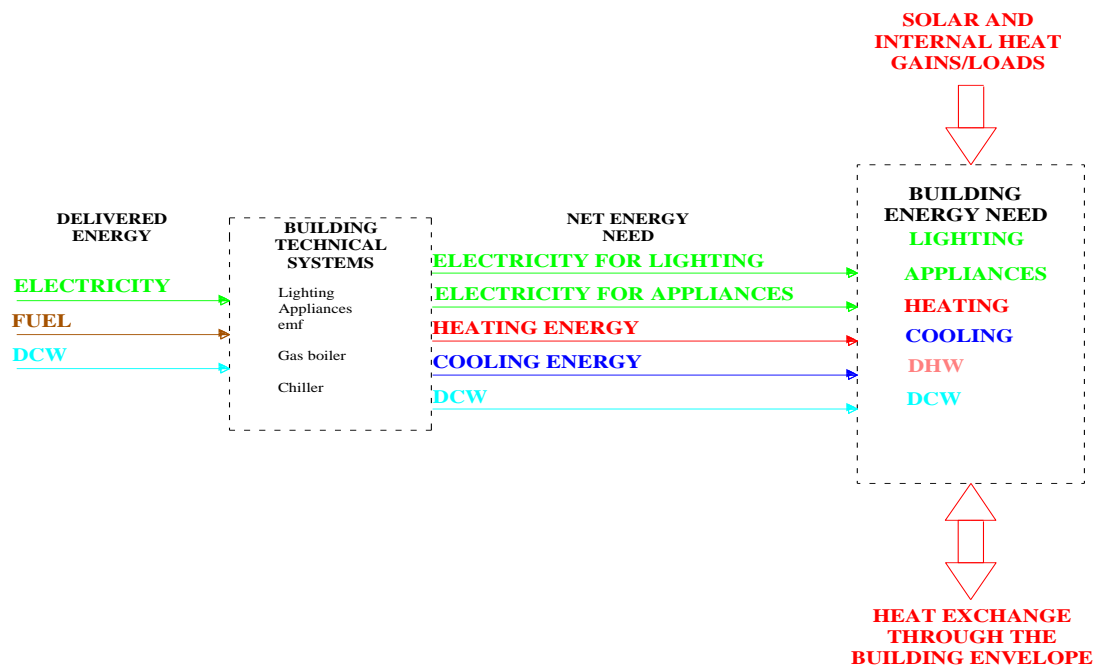 SOLAR AND
INTERNAL HEAT
GAINS/LOADS
DELIVERED
ENERGY
ELECTRICITY
FUEL
DCW
BUILDING
TECHNICAL
SYSTEMS
Lighting
Appliances
emf
Gas boiler
Chiller
NET ENERGY
NEED
ELECTRICITY FOR LIGHTING
ELECTRICITY FOR APPLIANCES
HEATING ENERGY
COOLING ENERGY
DCW
BUILDING
ENERGY NEED
LIGHTING
APPLIANCES
HEATING
COOLING
DHW
DCW
HEAT EXCHANGE
THROUGH THE
BUILDING ENVELOPE